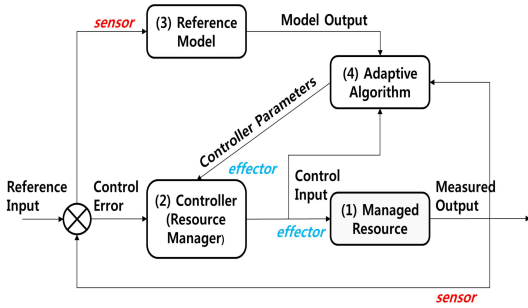 sensor
(3) Reference
Model
Model Output
(4) Adaptive
Algorithm
Controller Parameters
effector
Reference
Input
Control
Error
(2) Controller
(Resource
Manager)
Control
Input
effector
(1) Managed
Resource
Measured
Output
sensor